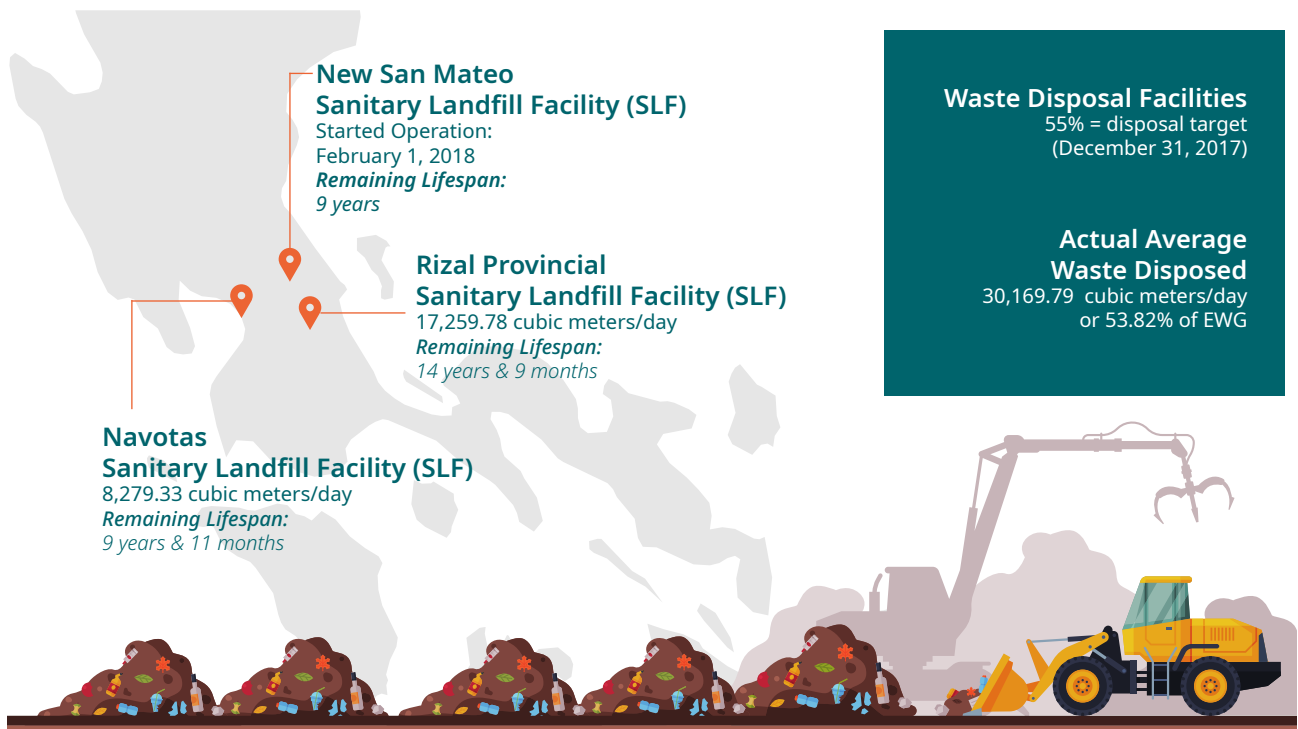 New San Mateo
Sanitary Landfill Facility (SLF)
Started Operation:
February 1, 2018
Remaining Lifespan:
9 years
Rizal Provincial
Sanitary Landfill Facility (SLF)
17,259.78 cubic meters/day
Remaining Lifespan:
14 years & 9 months
Navotas
Sanitary Landfill Facility (SLF)
8,279.33 cubic meters/day
Remaining Lifespan:
9 years & 11 months
Waste Disposal Facilities
55% = disposal target
(December 31, 2017)
Actual Average
Waste Disposed
30,169.79 cubic meters/day
or 53.82% of EWG